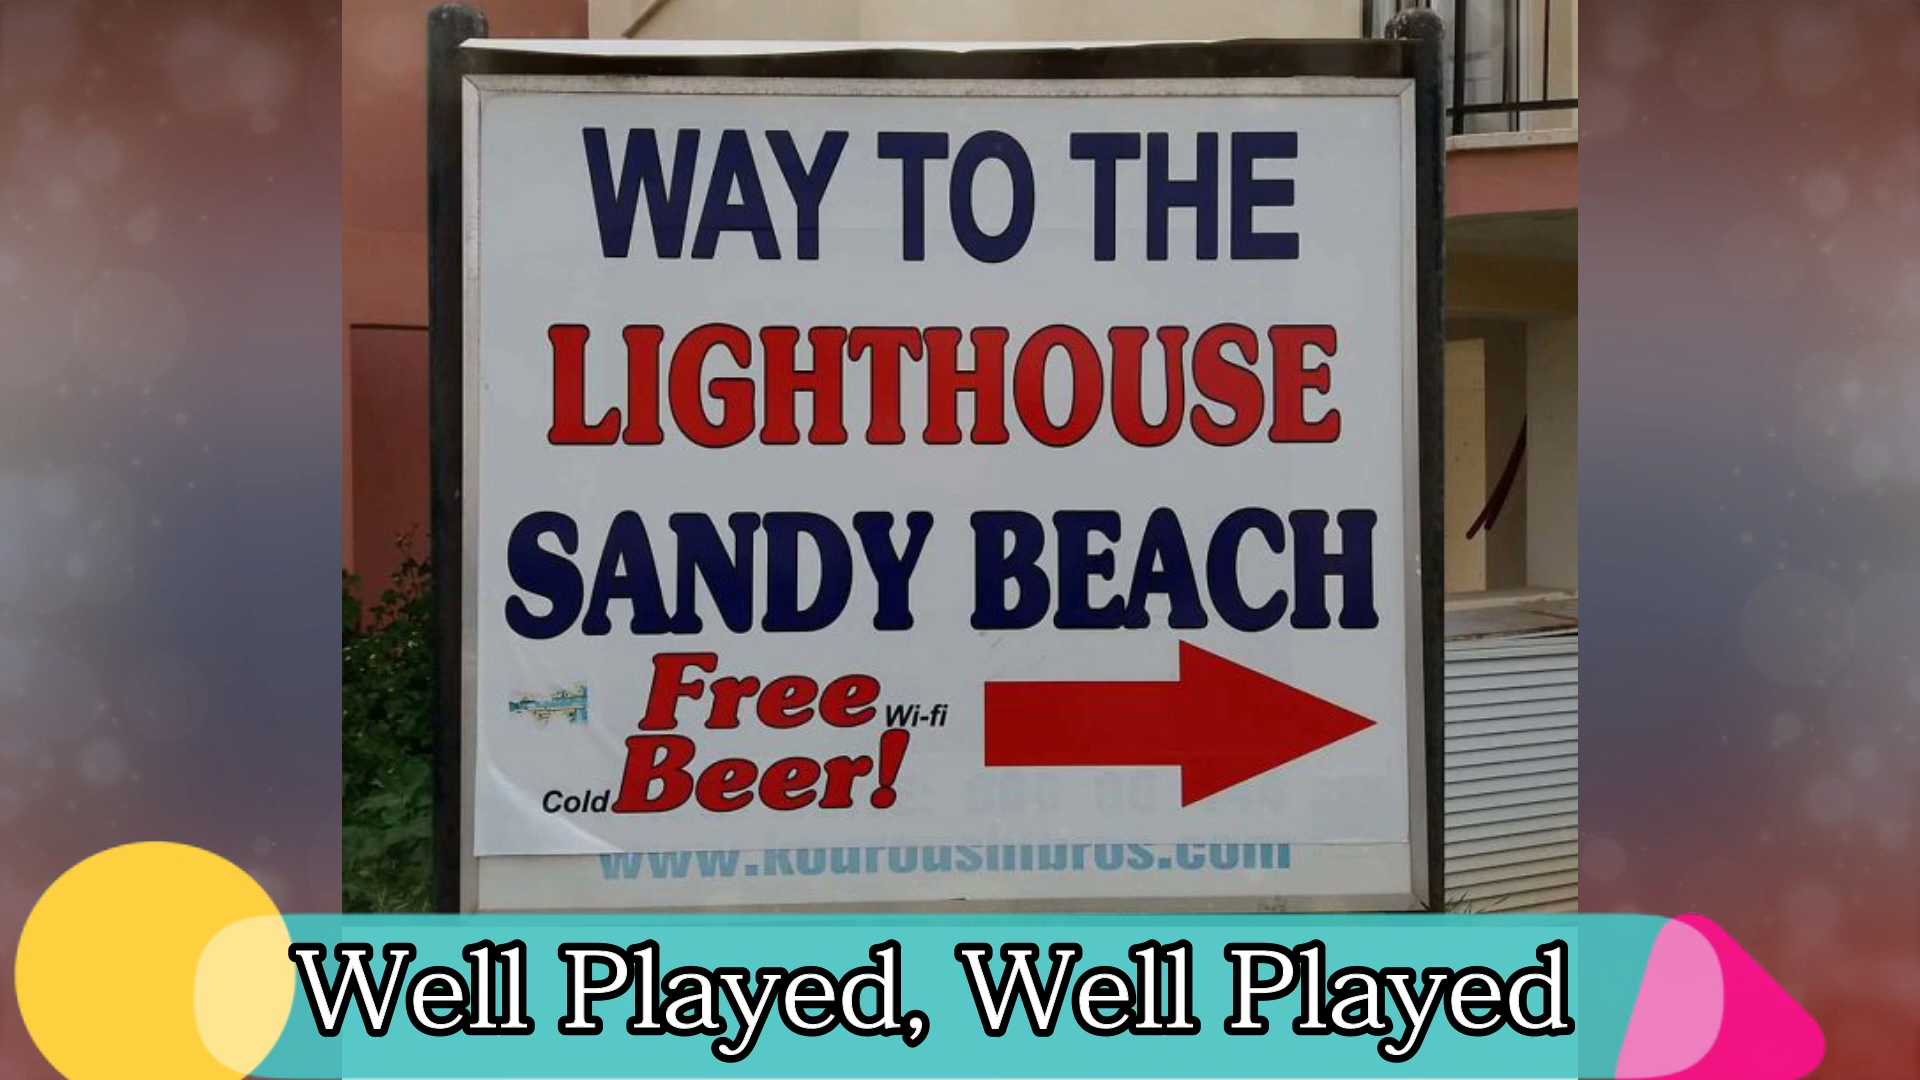 WAY TO THE
LIGHTHOUSE
SANDY BEACH
Free Wi-fi
Cold Beer!
Well Played, Well Played